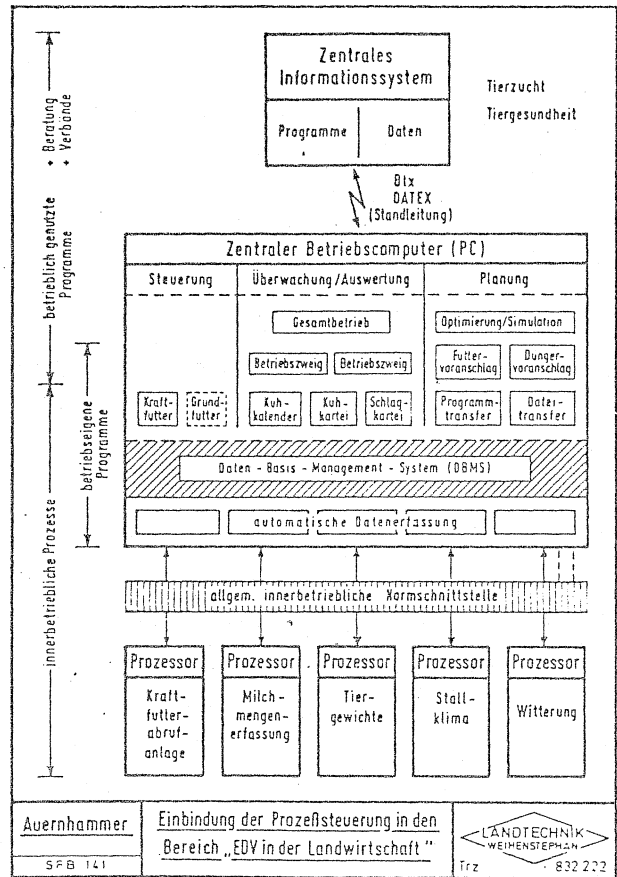 Zentrales
Informationssystem
Programme
Daten
Tierzucht
Tiergesundheit
+ Beratung
+ Verbände
betrieblich genutzte
Programme
betriebseigene
Programme
innerbetriebliche Prozesse
Btx
DATEX
(Standleitung)
Zentraler Betriebscomputer (PC)
Steuerung
Überwachung/Auswertung
Planung
Gesamtbetrieb
Optimierung/Simulation
Betriebszweig
Betriebszweig
Futter-
voranschlag
Dünger-
voranschlag
Kraft-
futter
Grund-
futter
Kuh-
kalender
Kuh-
kartei
Schlag-
kartei
Programm-
transfer
Datei-
transfer
Daten - Basis - Management - System (DBMS)
automatische Datenerfassung
allgem. innerbetriebliche Normschnittstelle
Prozessor
Kraft-
futter-
abruf-
anlage
Prozessor
Milch-
mengen-
erfassung
Prozessor
Tier-
gewichte
Prozessor
Stall-
klima
Prozessor
Witterung
Auernhammer
SFB 141
Einbindung der Prozeßsteuerung in den
Bereich „EDV in der Landwirtschaft"
LANDTECHNIK
WEIHENSTEPHAN
Trz 832 222